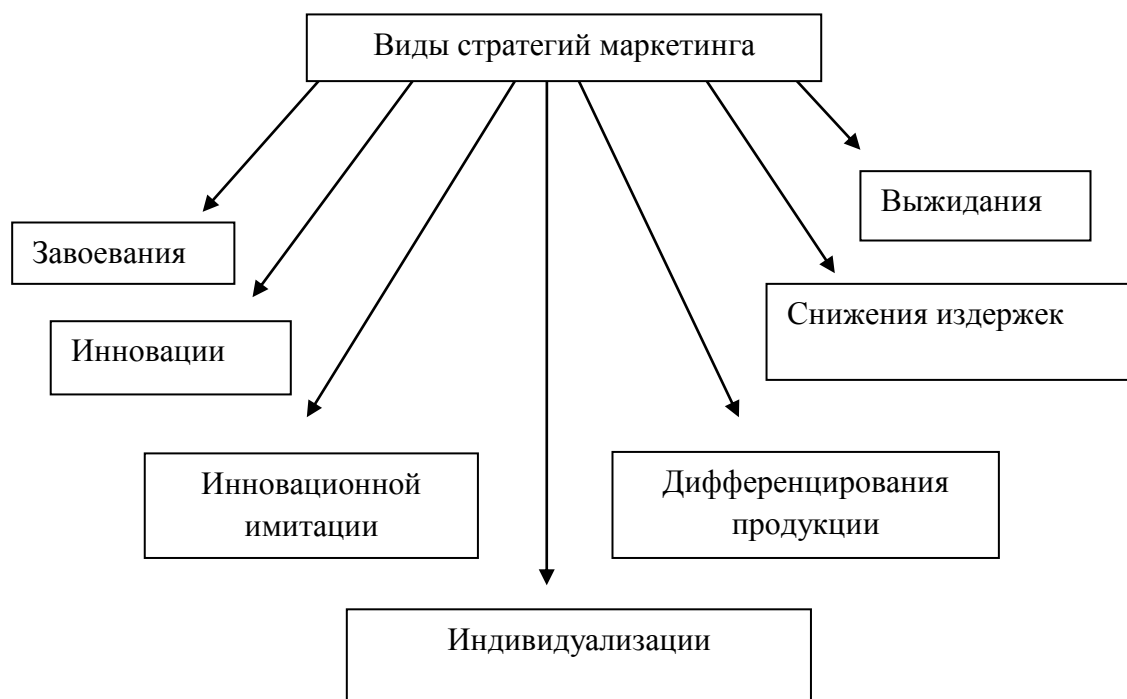 Виды стратегий маркетинга
Завоевания
Инновации
Инновационной
имитации
Индивидуализации
Дифференцирования
продукции
Снижения издержек
Выжидания